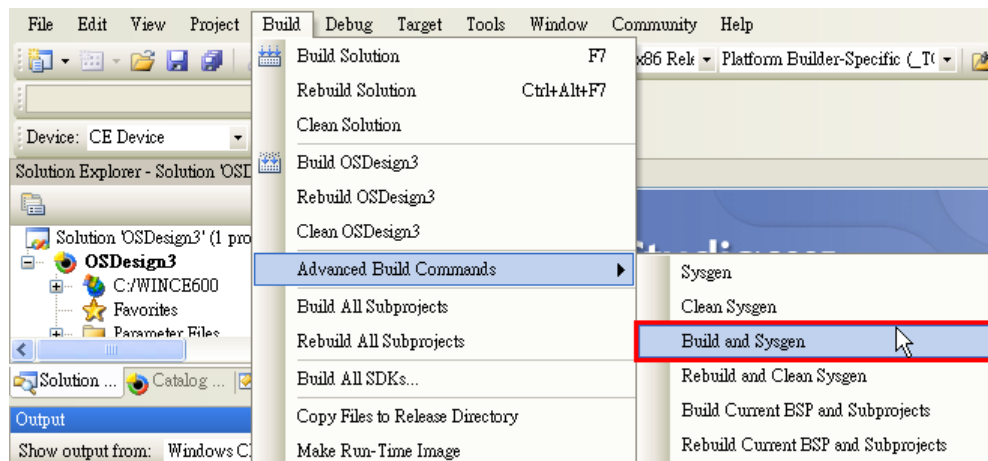 File Edit View Project Build Debug Target Tools Window Community Help
Build Solution F7
x86 Rele Platform Builder-Specific
Rebuild Solution Ctrl+Alt+F7
Clean Solution
Device: CE Device
Build OSDesign3
Solution Explorer - Solution 'OSD
Rebuild OSDesign3
Clean OSDesign3
Solution 'OSDesign3' (1 pro
OSDesign3
Advanced Build Commands
Sysgen
C:/WINCE600
Build All Subprojects
Clean Sysgen
Favorites
Parameter Files
Rebuild All Subprojects
Build and Sysgen
Solution ... Catalog ...
Build All SDKs...
Rebuild and Clean Sysgen
Output
Copy Files to Release Directory
Build Current BSP and Subprojects
Show output from: Windows C
Make Run-Time Image
Rebuild Current BSP and Subprojects